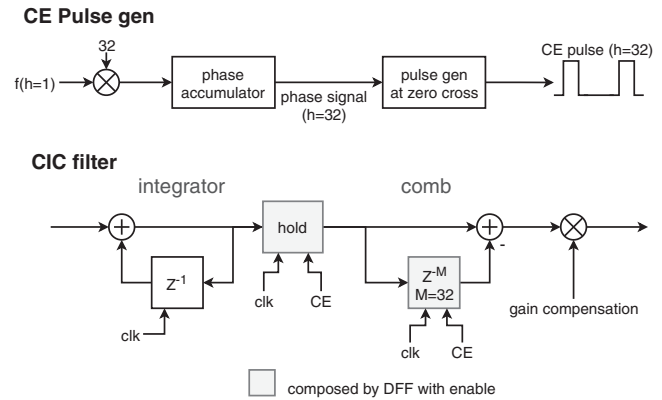 CE Pulse gen
32
f(h=1)
phase
accumulator
phase signal
(h=32)
pulse gen
at zero cross
CE pulse (h=32)
CIC filter
integrator
comb
+
hold
+
-
Z-1
clk
clk
CE
Z-M
M=32
clk
CE
gain compensation
composed by DFF with enable